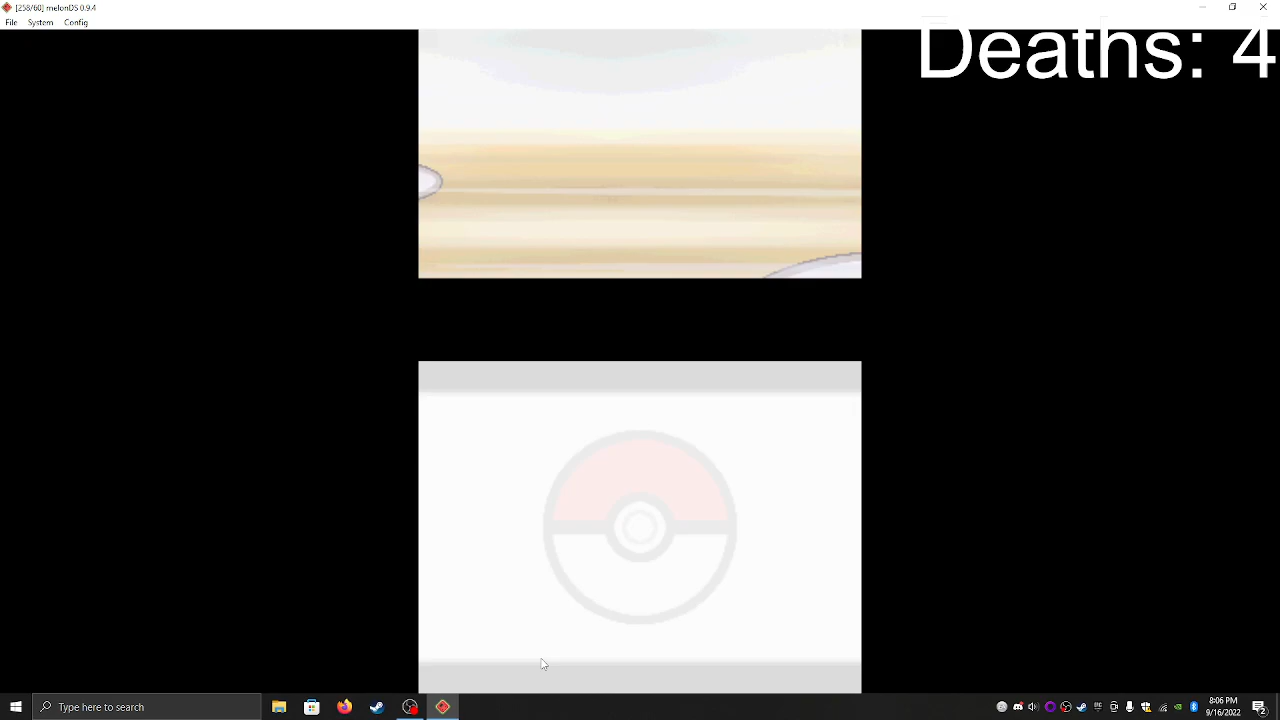 [258/60] melonDS 0.9.4
File System Config
Deaths: 4
Type here to search
8:06 PM
9/16/2022